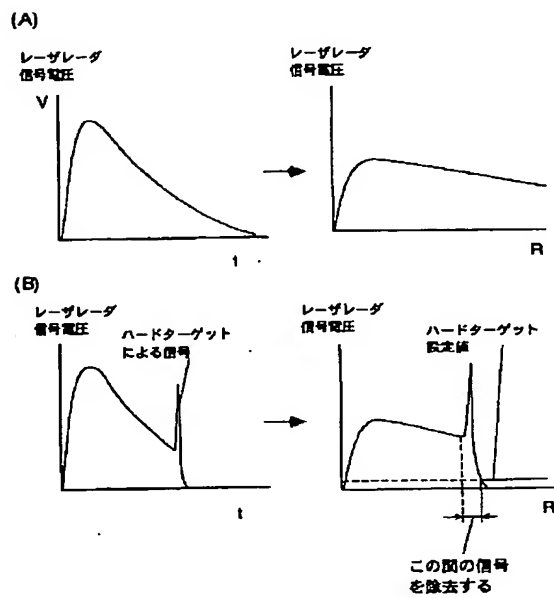 (A)
レーザレーダ
信号電圧
V
t
レーザレーダ
信号電圧
R
(B)
レーザレーダ
信号電圧
ハードターゲット
による信号
t
レーザレーダ
信号電圧
ハードターゲット
設定値
R
この間の信号
を除去する